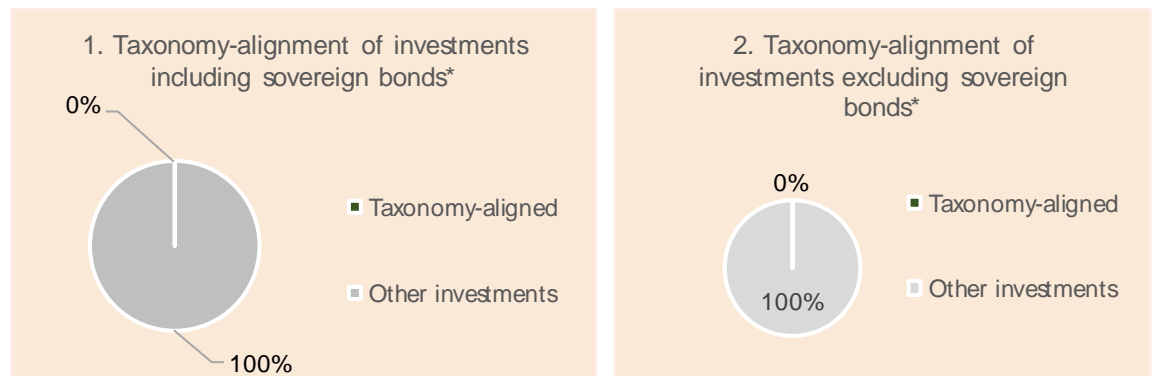 1. Taxonomy-alignment of investments
including sovereign bonds*
0%
Taxonomy-aligned
Other investments
100%
2. Taxonomy-alignment of
investments excluding sovereign
bonds*
0%
Taxonomy-aligned
Other investments
100%